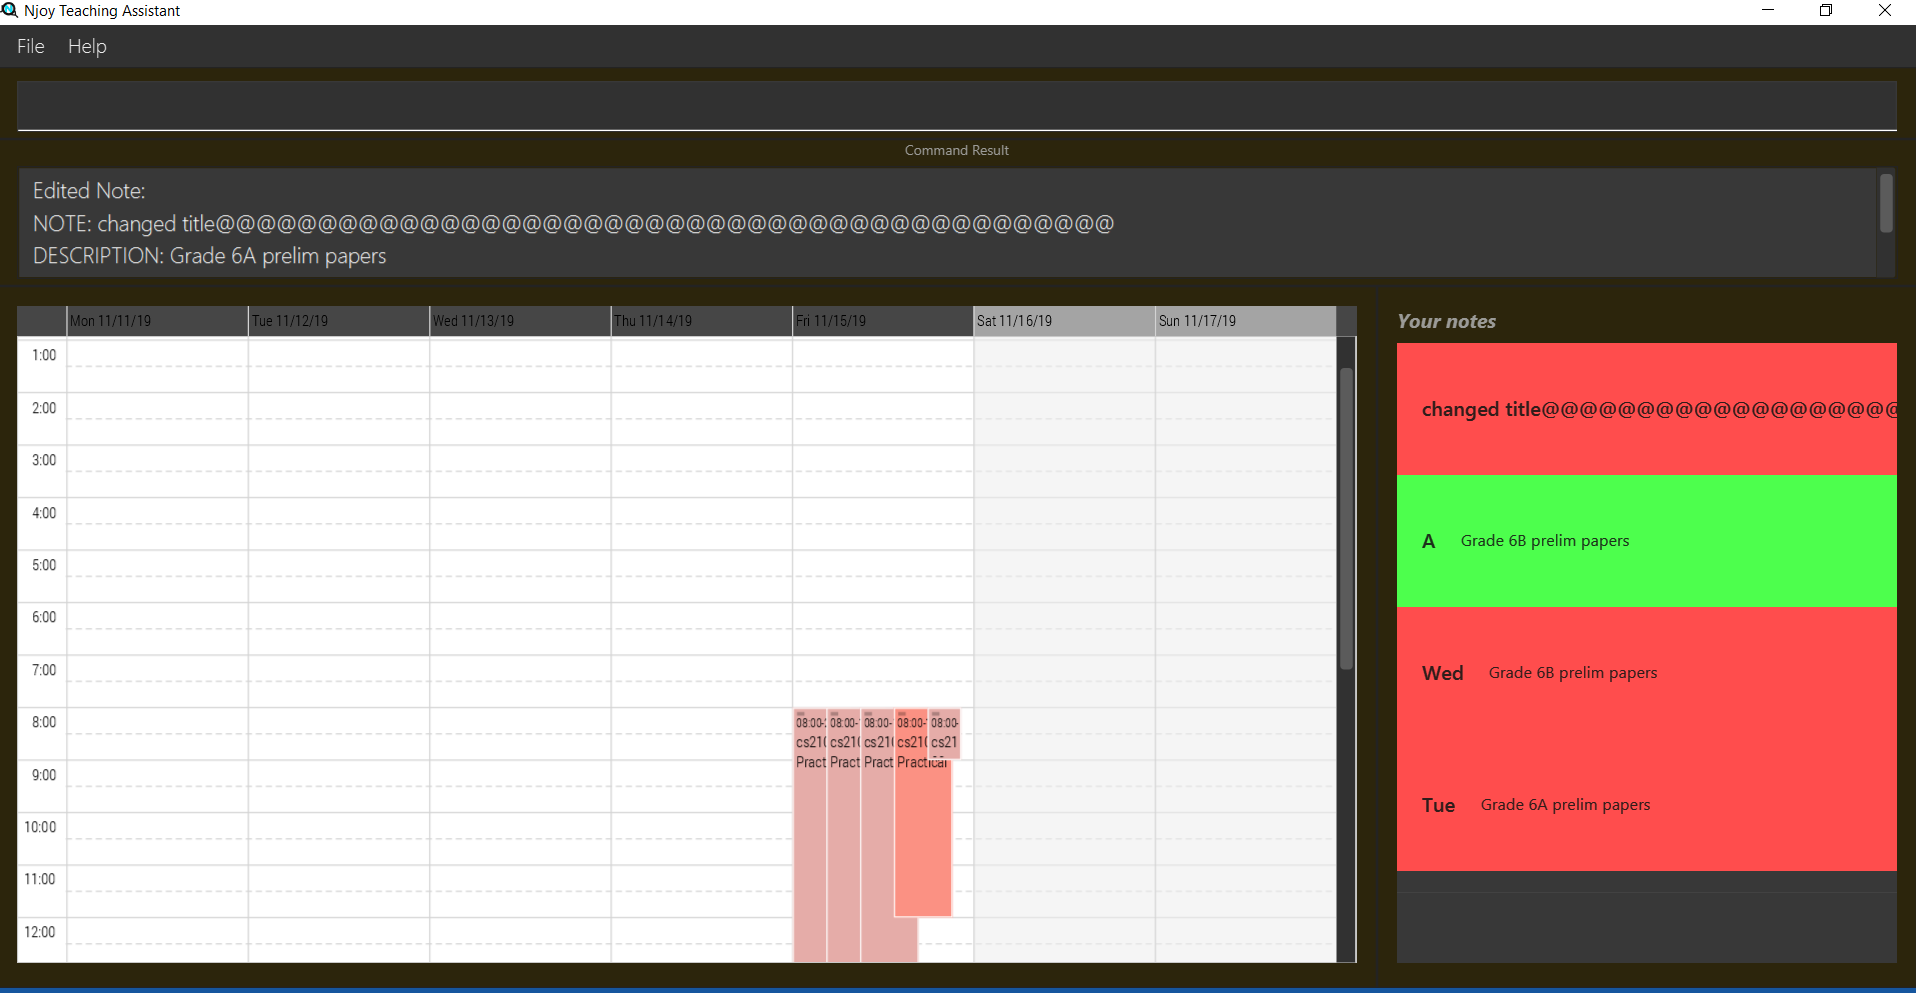 Njoy Teaching Assistant
File Help
Command Result
Edited Note:
NOTE: changed title@@@@@@@@@@@@@@@@@@@@@@@@@@@@@@@@@@@@@@@@@@@@
DESCRIPTION: Grade 6A prelim papers
Mon 11/11/19 Tue 11/12/19 Wed 11/13/19 Thu 11/14/19 Fri 11/15/19 Sat 11/16/19 Sun 11/17/19
1:00
2:00
3:00
4:00
5:00
6:00
7:00
8:00
9:00
10:00
11:00
12:00
08:00- 08:00- 08:00- 08:00- 08:00-
cs21 cs21 cs21 cs21 cs21
Pract Pract Pract Practical
Your notes
changed title@@@@@@@@@@@@@@@@@@@
A Grade 6B prelim papers
Wed Grade 6B prelim papers
Tue Grade 6A prelim papers